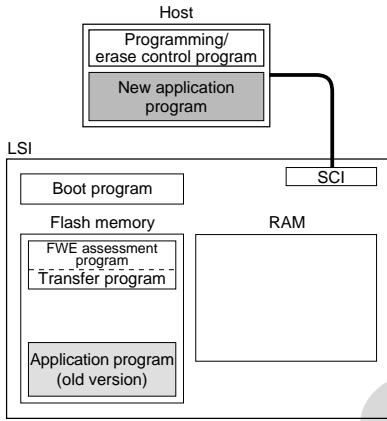 Host
Programming/
erase control program
New application
program
LSI
SCI
Boot program
Flash memory
RAM
FWE assessment
program
Transfer program
Application program
(old version)